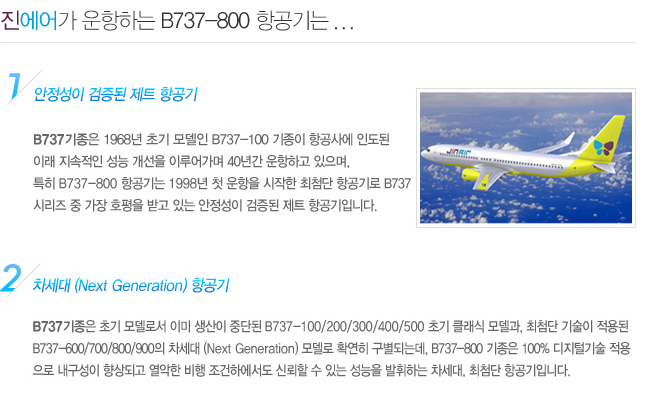 진에어가 운항하는 B737-800 항공기는 ...
1 안정성이 검증된 제트 항공기
B737기종은 1968년 초기 모델인 B737-100 기종이 항공사에 인도된
이래 지속적인 성능 개선을 이루어가며 40년간 운항하고 있으며,
특히 B737-800 항공기는 1998년 첫 운항을 시작한 최첨단 항공기로 B737
시리즈 중 가장 호평을 받고 있는 안정성이 검증된 제트 항공기입니다.
JIN AIR
2 차세대 (Next Generation) 항공기
B737기종은 초기 모델로서 이미 생산이 중단된 B737-100/200/300/400/500 초기 클래식 모델과, 최첨단 기술이 적용된
B737-600/700/800/900의 차세대 (Next Generation) 모델로 확연히 구별되는데, B737-800 기종은 100% 디지털기술 적용
으로 내구성이 향상되고 열악한 비행 조건하에서도 신뢰할 수 있는 성능을 발휘하는 차세대, 최첨단 항공기입니다.